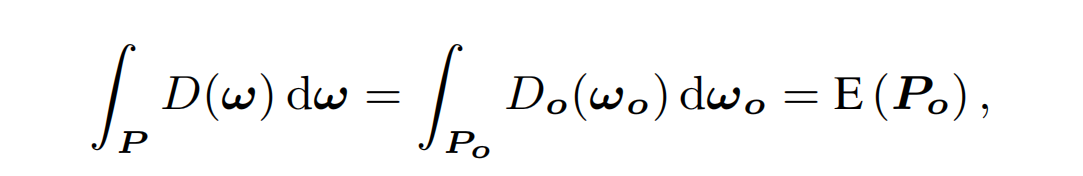 ∫_𝑷 D(𝝎) d𝝎 = ∫_{𝑷_𝒐} D_𝒐(𝝎_𝒐) d𝝎_𝒐 = E (𝑷_𝒐) ,